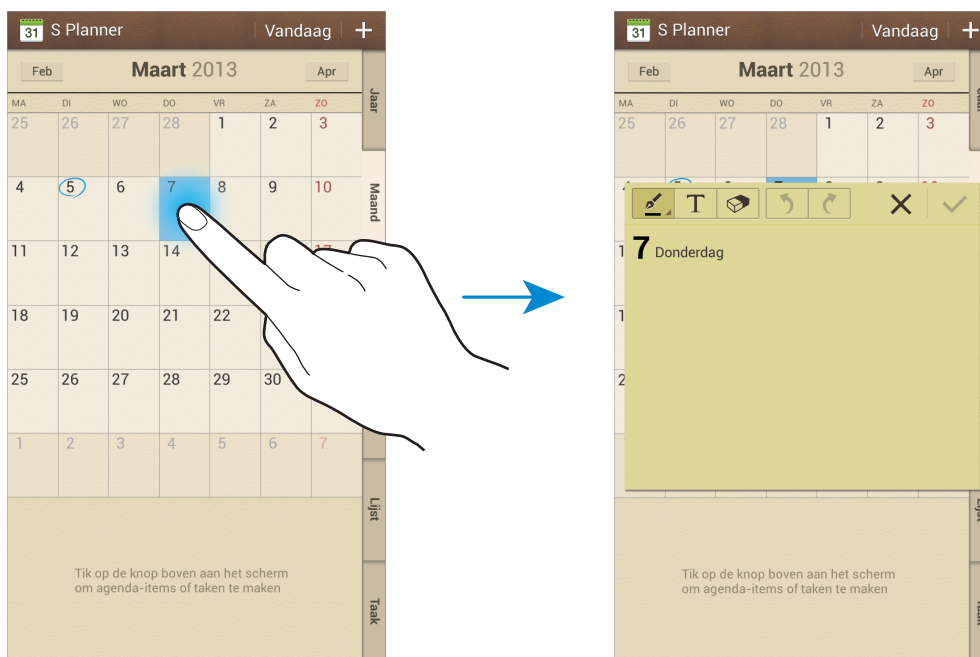 31 S Planner Vandaag +
Feb Maart 2013 Apr
MA DI WO DO VR ZA ZO
25 26 27 28 1 2 3
4 5 6 7 8 9 10
11 12 13 14 17
18 19 20 21 22
25 26 27 28 29 30
1 2 3 4 5 6 7
Jaar
Maand
Lijst
Taak
Tik op de knop boven aan het scherm
om agenda-items of taken te maken
31 S Planner Vandaag +
Feb Maart 2013 Apr
MA DI WO DO VR ZA ZO
25 26 27 28 1 2 3
T
7 Donderdag
Tik op de knop boven aan het scherm
om agenda-items of taken te maken